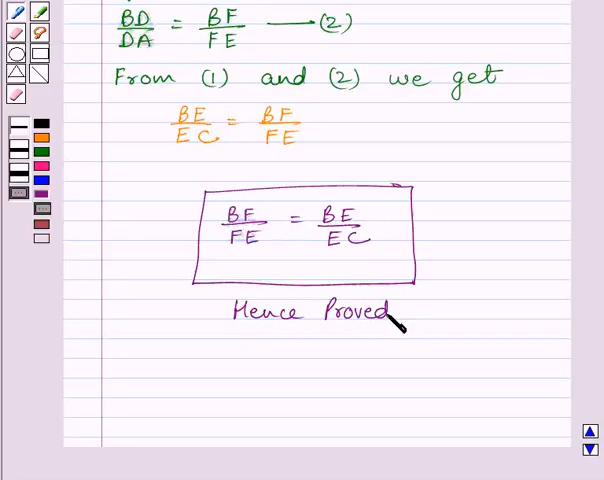 BD/DA = BF/FE —(2)
From (1) and (2) we get
BE/EC = BF/FE
BF/FE = BE/EC
Hence Proved